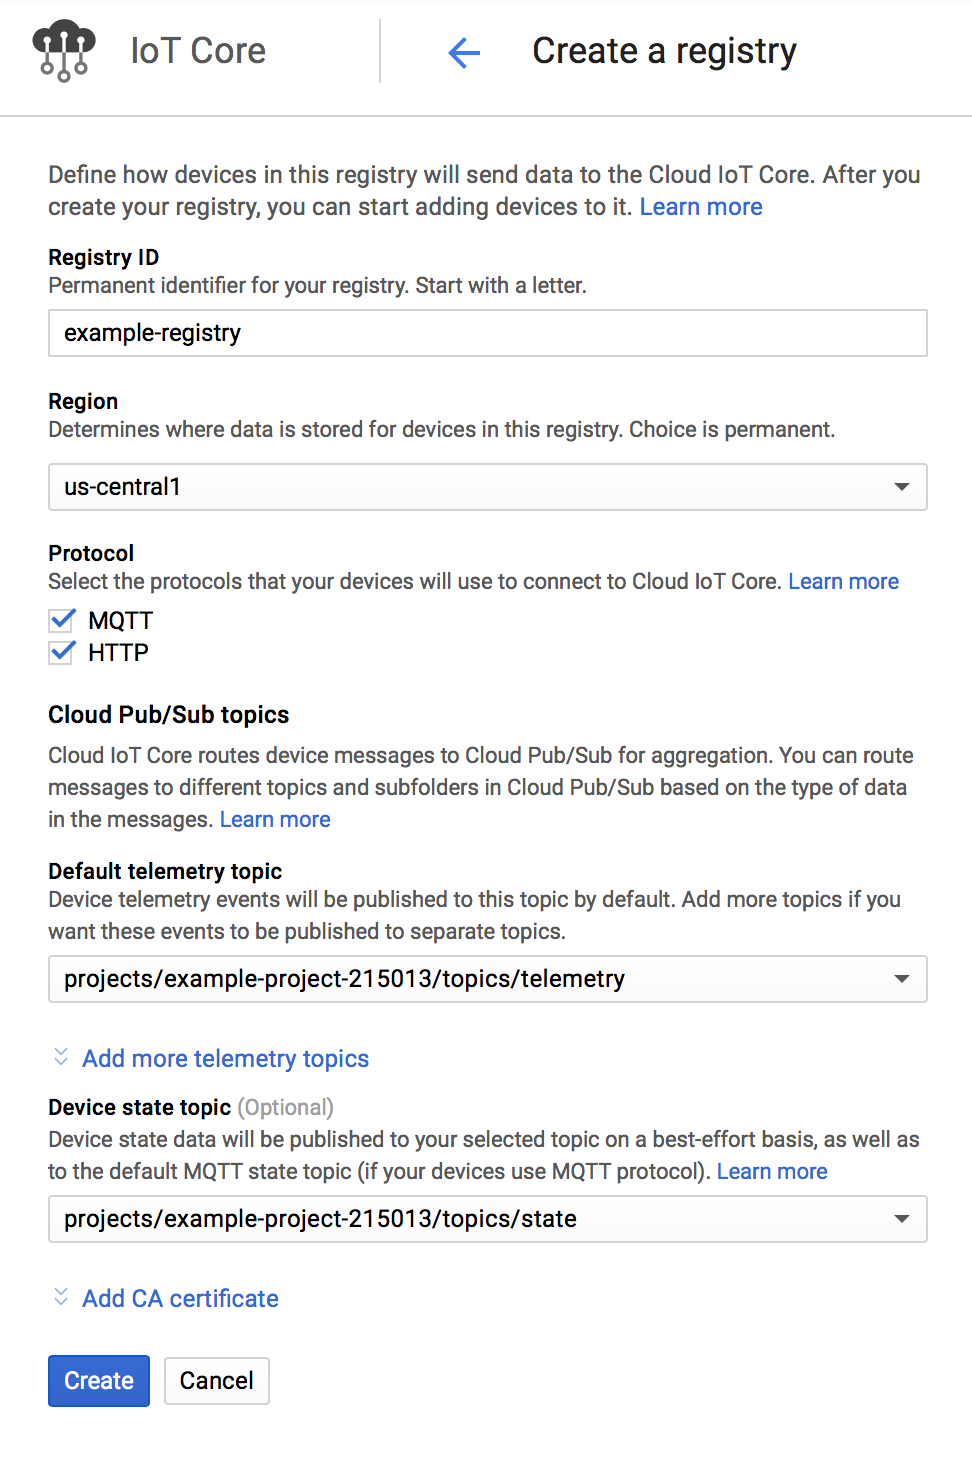 IoT Core
Create a registry
Define how devices in this registry will send data to the Cloud IoT Core. After you
create your registry, you can start adding devices to it. Learn more
Registry ID
Permanent identifier for your registry. Start with a letter.
example-registry
Region
Determines where data is stored for devices in this registry. Choice is permanent.
us-central1
Protocol
Select the protocols that your devices will use to connect to Cloud IoT Core. Learn more
MQTT
HTTP
Cloud Pub/Sub topics
Cloud IoT Core routes device messages to Cloud Pub/Sub for aggregation. You can route
messages to different topics and subfolders in Cloud Pub/Sub based on the type of data
in the messages. Learn more
Default telemetry topic
Device telemetry events will be published to this topic by default. Add more topics if you
want these events to be published to separate topics.
projects/example-project-215013/topics/telemetry
Add more telemetry topics
Device state topic (Optional)
Device state data will be published to your selected topic on a best-effort basis, as well as
to the default MQTT state topic (if your devices use MQTT protocol). Learn more
projects/example-project-215013/topics/state
Add CA certificate
Create
Cancel